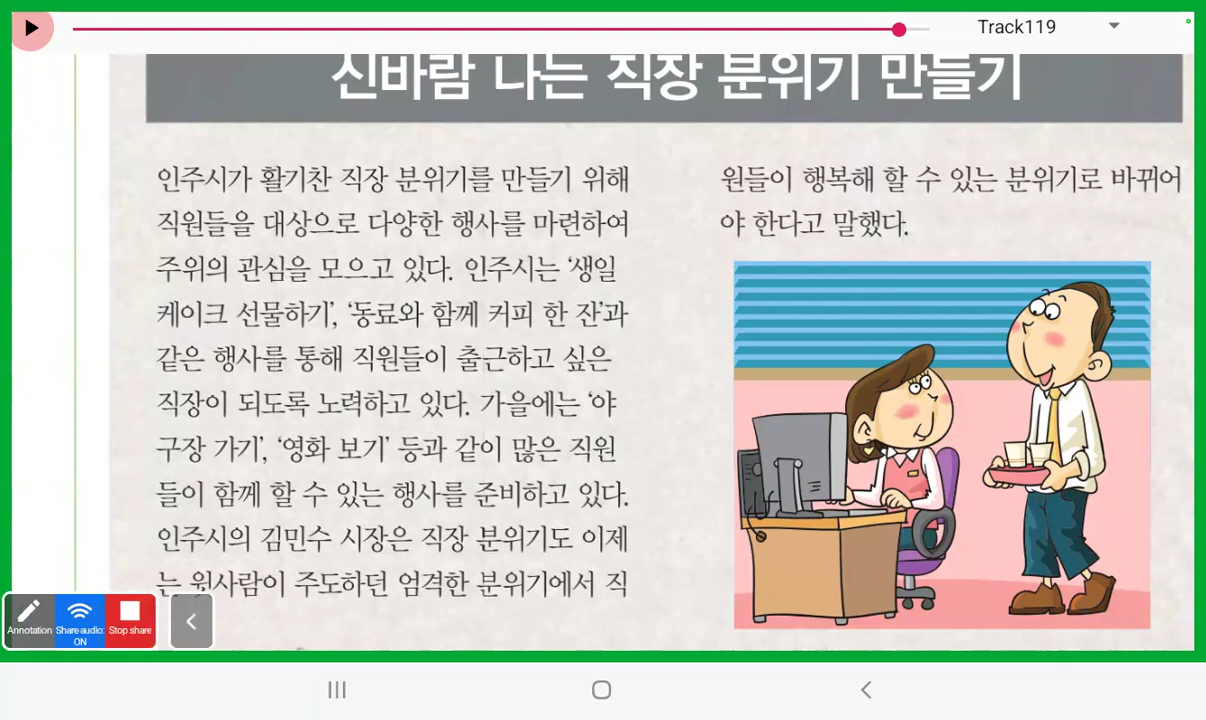 Track119
신바람 나는 직장 분위기 만들기
인주시가 활기찬 직장 분위기를 만들기 위해
직원들을 대상으로 다양한 행사를 마련하여
주위의 관심을 모으고 있다. 인주시는 ‘생일
케이크 선물하기’, ‘동료와 함께 커피 한 잔’과
같은 행사를 통해 직원들이 출근하고 싶은
직장이 되도록 노력하고 있다. 가을에는 ‘야
구장 가기’, ‘영화 보기’ 등과 같이 많은 직원
들이 함께 할 수 있는 행사를 준비하고 있다.
인주시의 김민수 시장은 직장 분위기도 이제
는 윗사람이 주도하던 엄격한 분위기에서 직
원들이 행복해 할 수 있는 분위기로 바뀌어
야 한다고 말했다.
Annotation
Share audio: ON
Stop share